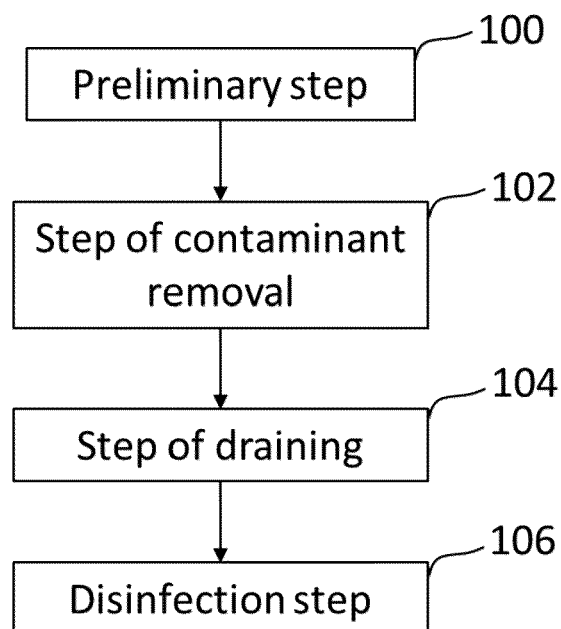 100
Preliminary step
102
Step of contaminant
removal
104
Step of draining
106
Disinfection step